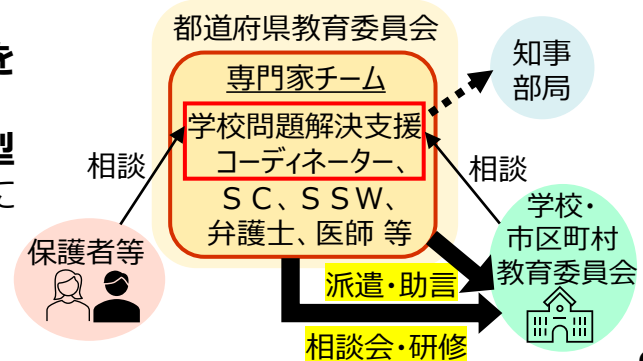 を
型
に
都道府県教育委員会
専門家チーム
学校問題解決支援
コーディネーター、
ＳＣ、ＳＳＷ、
弁護士、医師 等
知事
部局
相談
相談
保護者等
学校・
市区町村
教育委員会
派遣・助言
相談会・研修